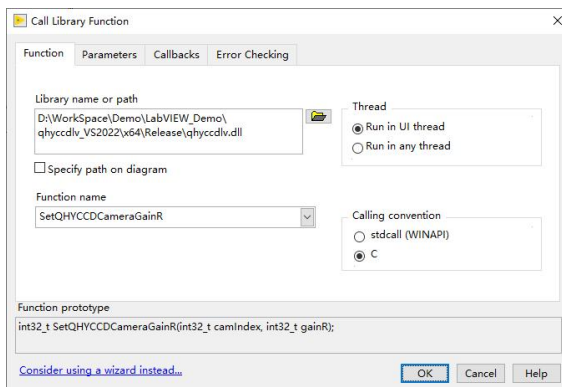 Call Library Function
Function
Parameters
Callbacks
Error Checking
Library name or path
D:\WorkSpace\Demo\LabVIEW_Demo\
qhyccdlv_VS2022\x64\Release\qhyccdlv.dll
Specify path on diagram
Function name
SetQHYCCDCameraGainR
Thread
Run in UI thread
Run in any thread
Calling convention
stdcall (WINAPI)
C
Function prototype
int32_t SetQHYCCDCameraGainR(int32_t camIndex, int32_t gainR);
Consider using a wizard instead...
OK
Cancel
Help